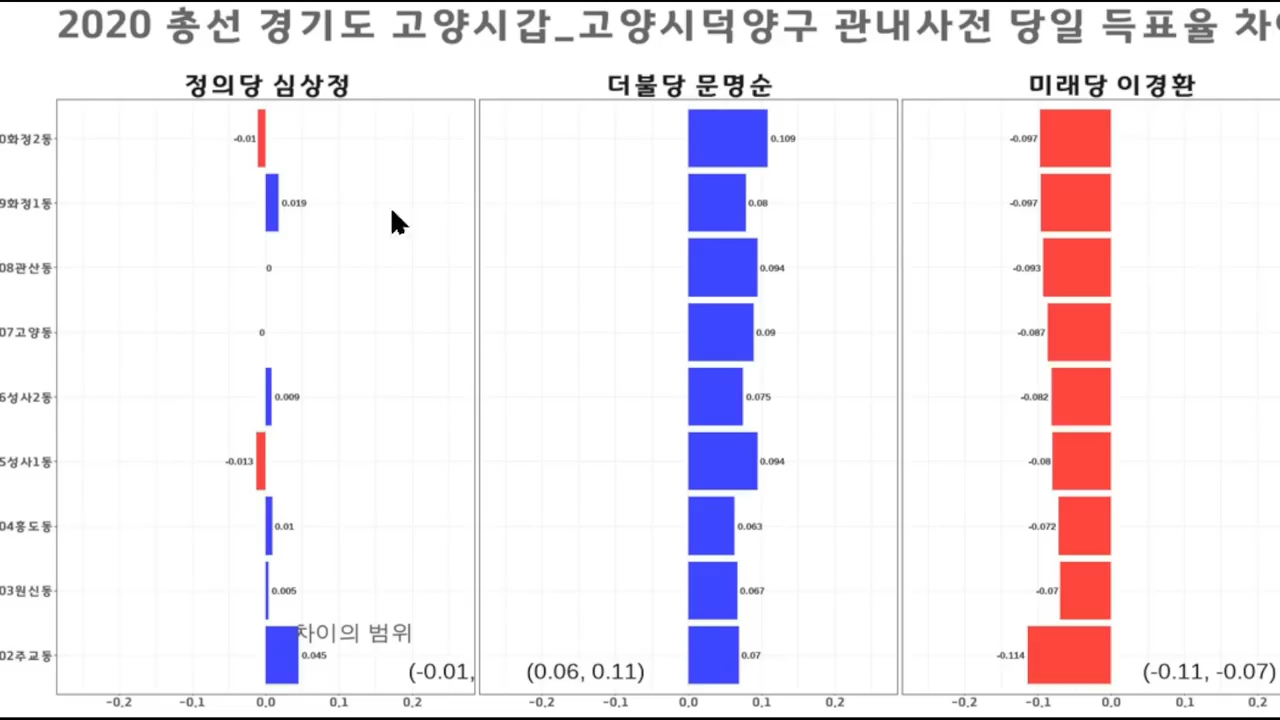 2020 총선 경기도 고양시갑_고양시덕양구 관내사전 당일 득표율 차
정의당 심상정 더불당 문명순 미래당 이경환
0화정2동 -0.01 0.109 -0.097
9화정1동 0.019 0.08 -0.097
08관산동 0 0.094 -0.093
07고양동 0 0.09 -0.087
6성사2동 0.009 0.075 -0.082
5성사1동 -0.013 0.094 -0.08
04흥도동 0.01 0.063 -0.072
03원신동 0.005 0.067 -0.07
차이의 범위
02주교동 0.045 0.07 -0.114
(-0.01, (0.06, 0.11) (-0.11, -0.07)
-0.2 -0.1 0.0 0.1 0.2 -0.2 -0.1 0.0 0.1 0.2 -0.2 -0.1 0.0 0.1 0.2